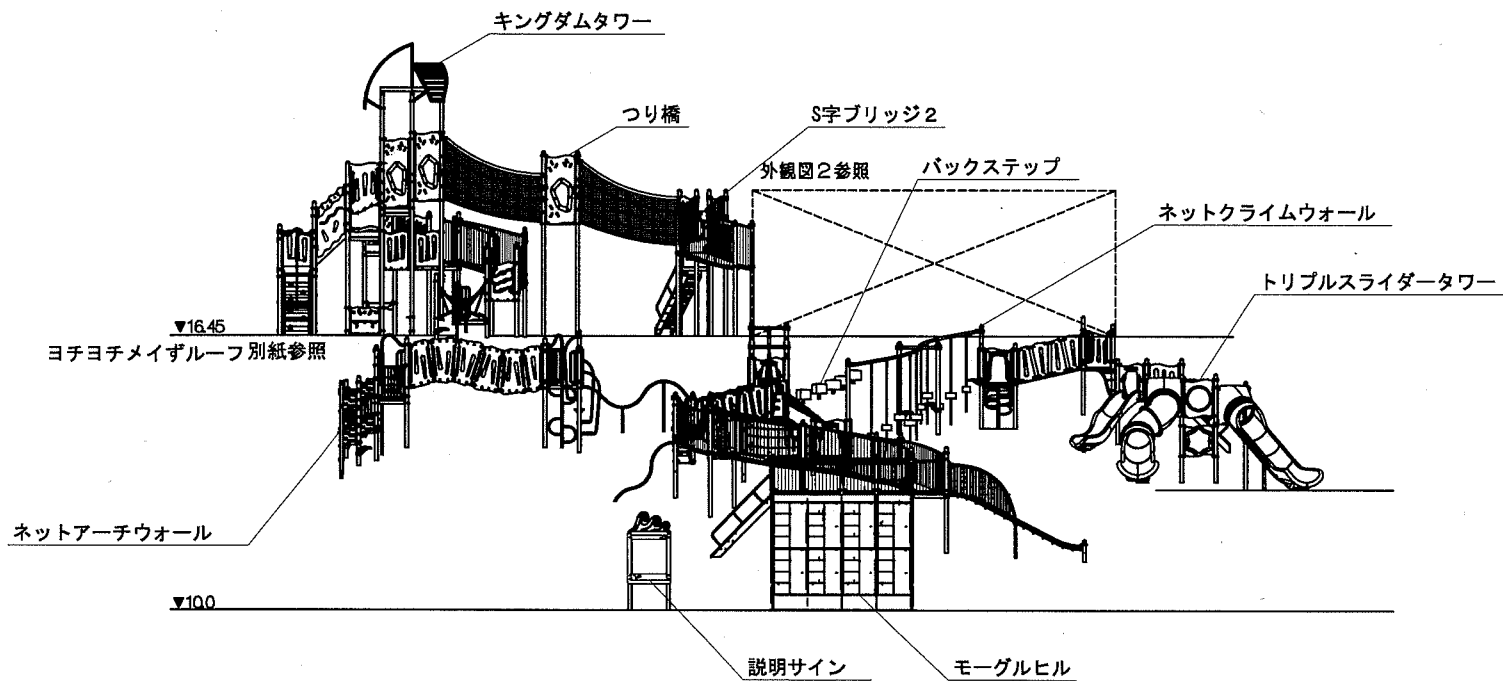 キングダムタワー
つり橋
S字ブリッジ2
外観図2参照
バックステップ
ネットクライムウォール
トリプルスライダータワー
▼16.45
ヨチヨチメイずルーフ 別紙参照
ネットアーチウォール
▼10.0
説明サイン
モーグルヒル